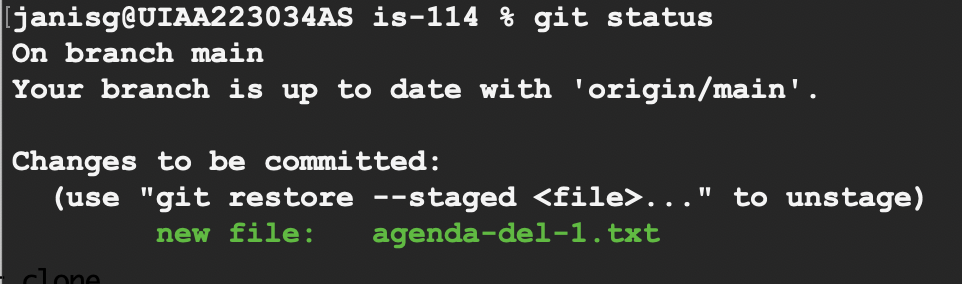 [janisg@UIAA223034AS is-114 % git status
On branch main
Your branch is up to date with 'origin/main'.
Changes to be committed:
(use "git restore --staged <file>..." to unstage)
new file: agenda-del-1.txt
clone